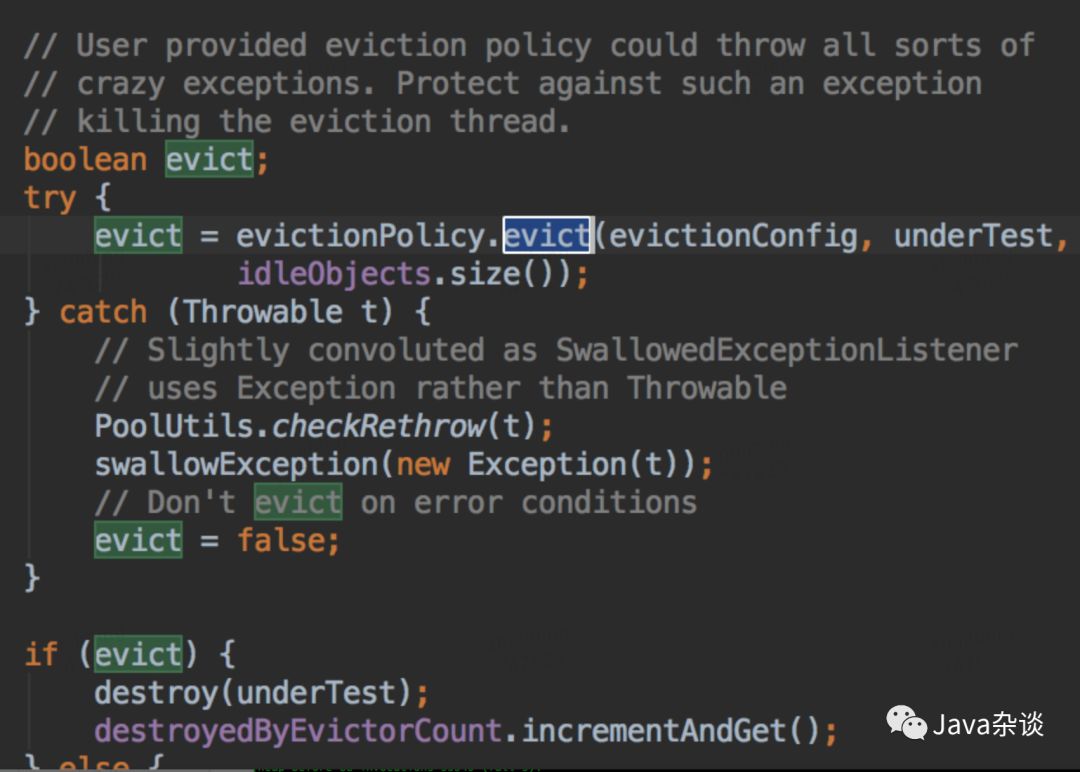 // User provided eviction policy could throw all sorts of
// crazy exceptions. Protect against such an exception
// killing the eviction thread.
boolean evict;
try {
    evict = evictionPolicy.evict(evictionConfig, underTest,
            idleObjects.size());
} catch (Throwable t) {
    // Slightly convoluted as SwallowedExceptionListener
    // uses Exception rather than Throwable
    PoolUtils.checkRethrow(t);
    swallowException(new Exception(t));
    // Don't evict on error conditions
    evict = false;
}
if (evict) {
    destroy(underTest);
    destroyedByEvictorCount.incrementAndGet();
} else {
Java杂谈